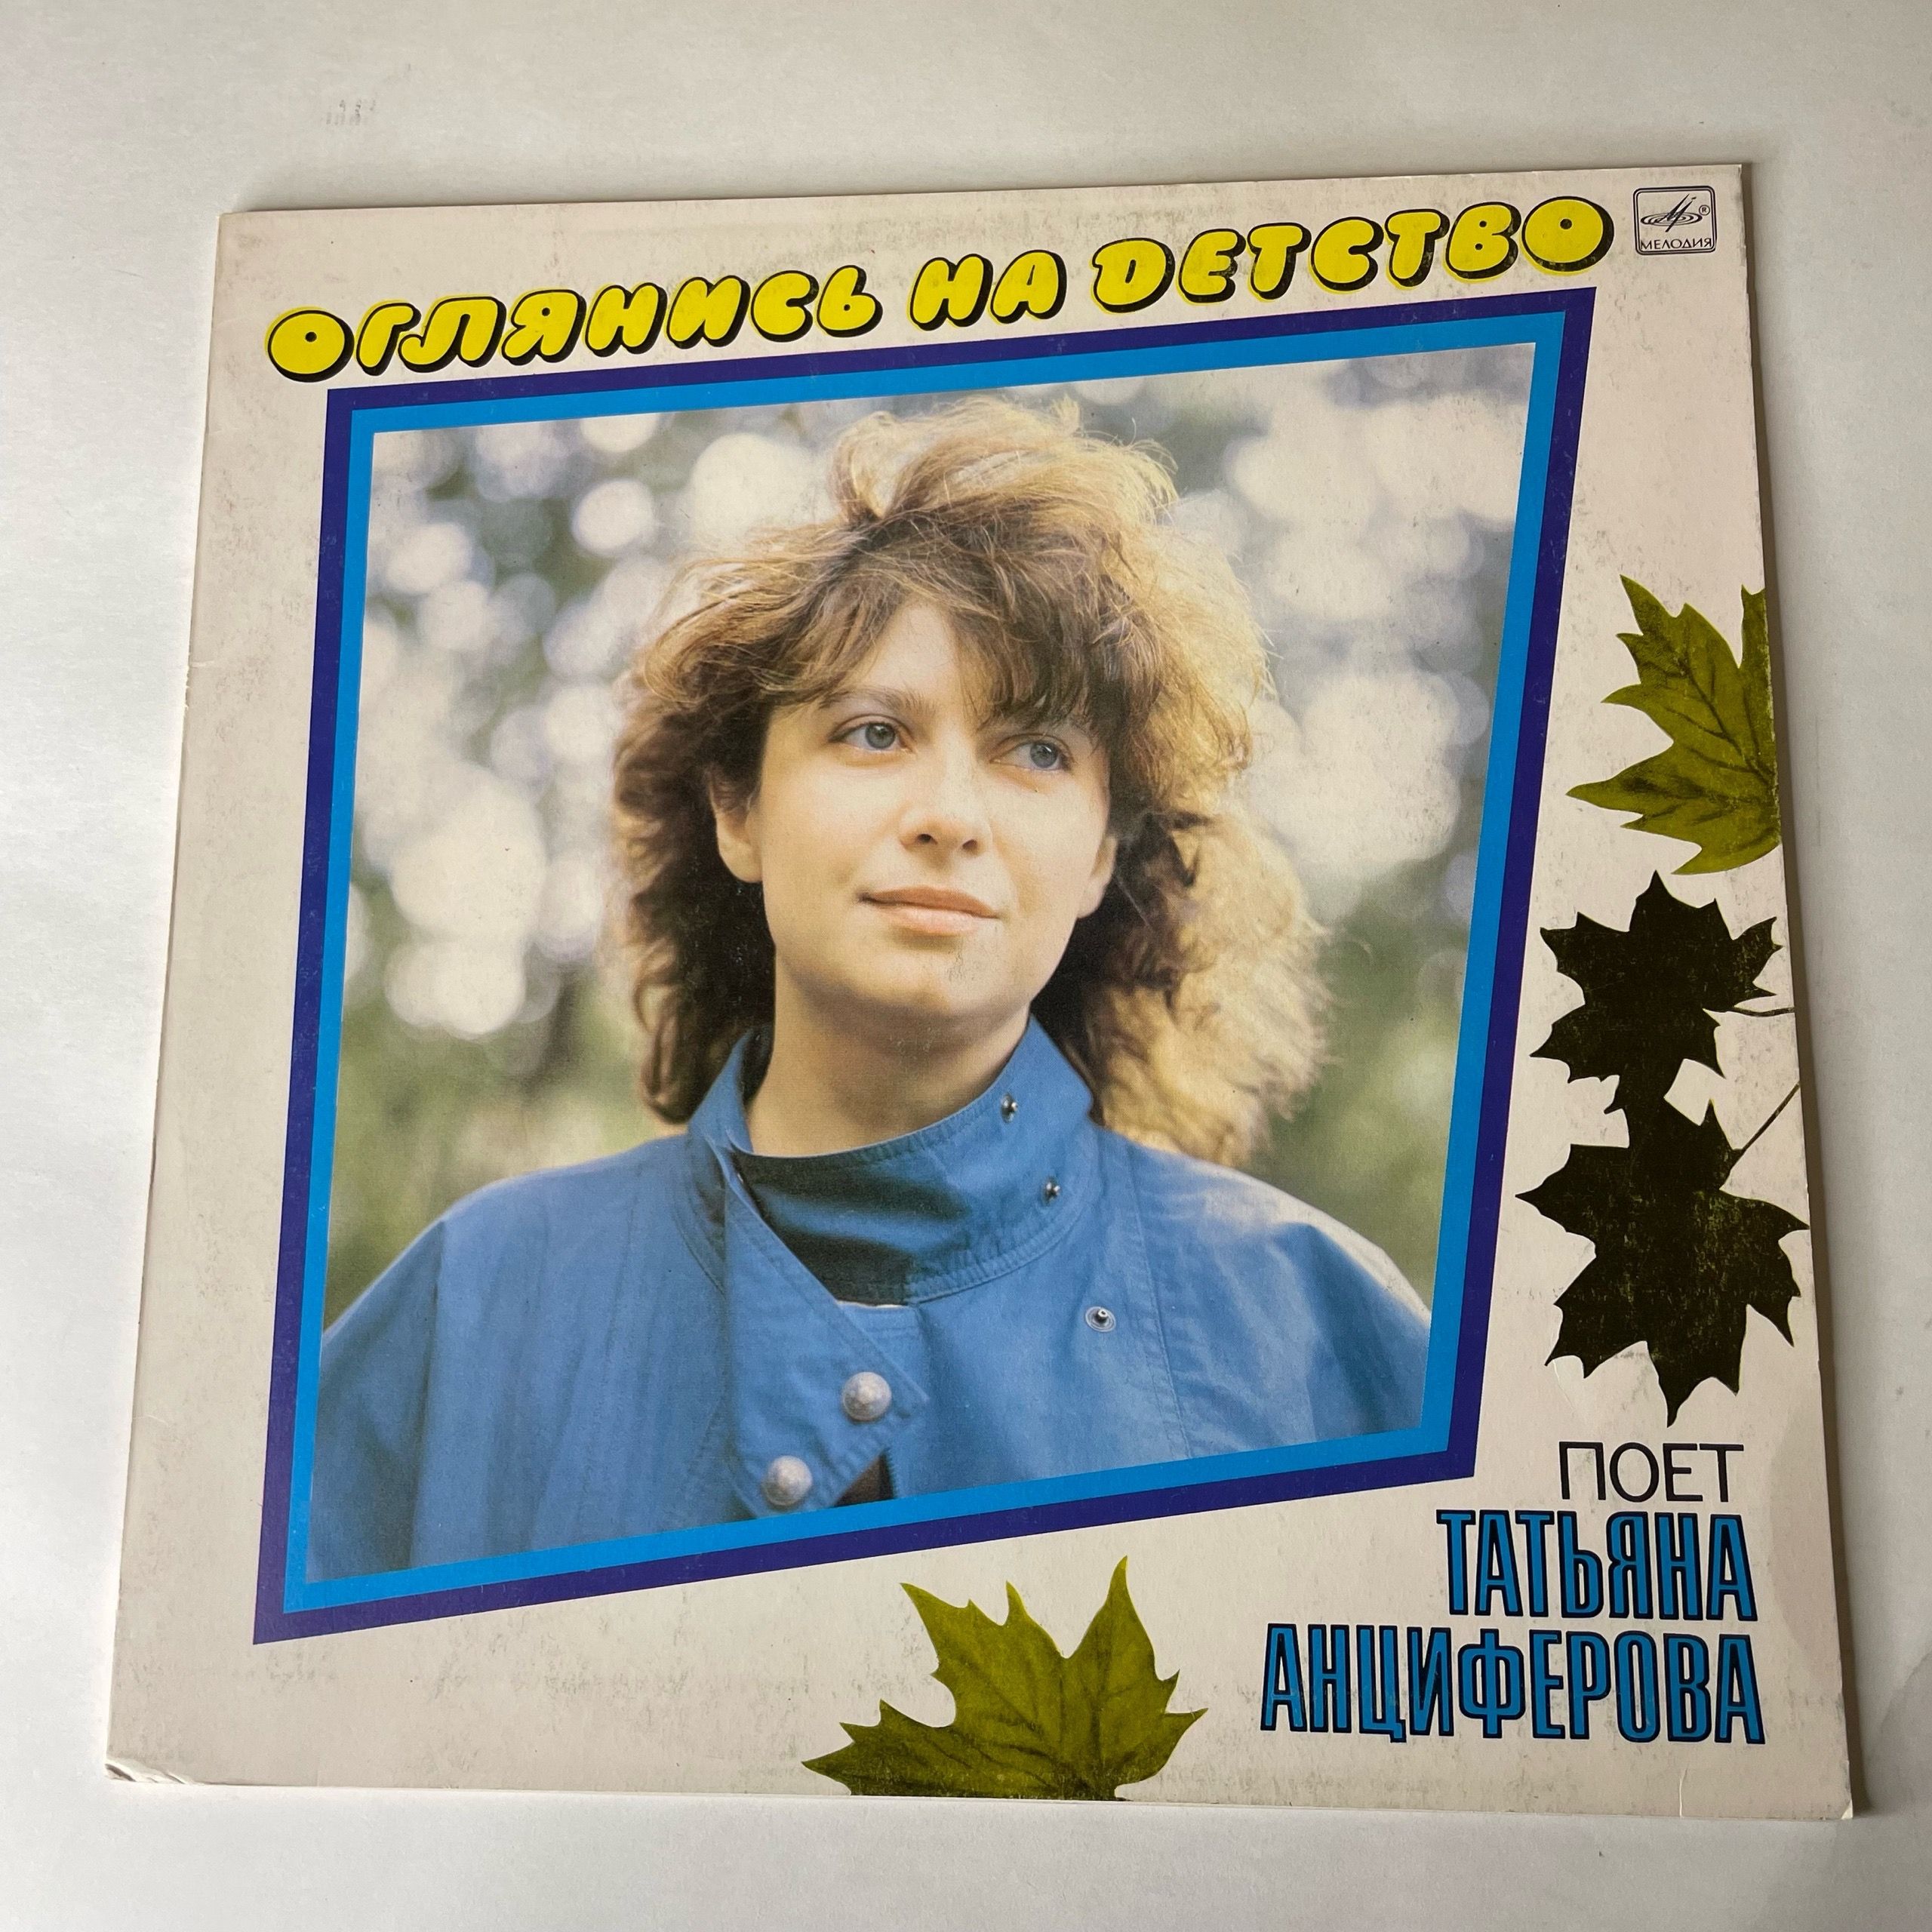 ОГЛЯНИСЬ НА ДЕТСТВО
МЕЛОДИЯ
ПОЕТ
ТАТЬЯНА
АНЦИФЕРОВА